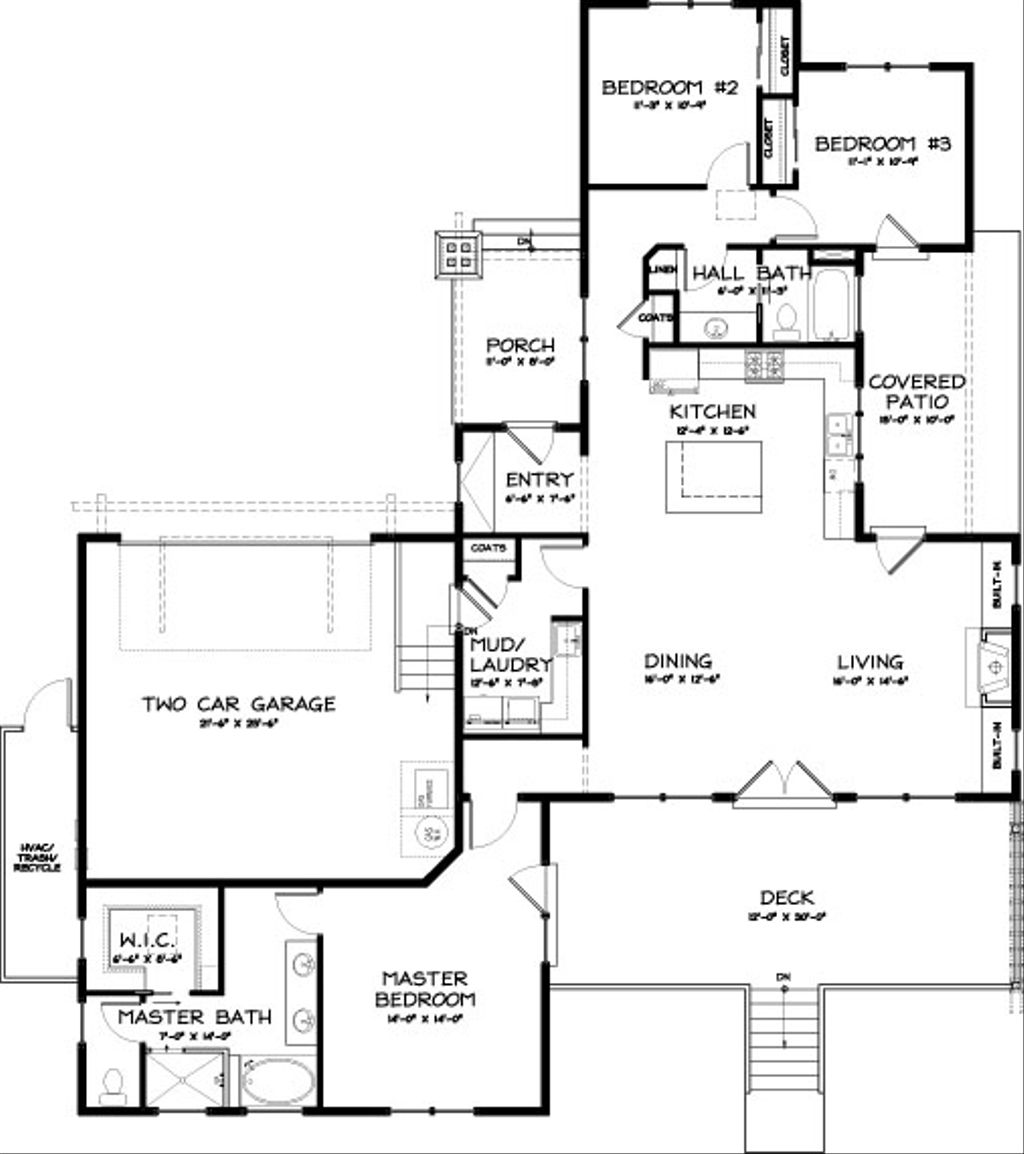 CLOSET
BEDROOM #2
11'-3" X 10'-9"
CLOSET
BEDROOM #3
11'-1" X 10'-9"
DN
LINEN
HALL BATH
6'-0" X 11'-3"
COATS
PORCH
11'-0" X 8'-0"
COVERED
PATIO
15'-0" X 10'-0"
KITCHEN
12'-4" X 12'-6"
ENTRY
6'-6" X 7'-6"
COATS
BUILT-IN
DN
MUD/
LAUDRY
12'-6" X 7'-8"
DINING
16'-0" X 12'-6"
LIVING
16'-0" X 14'-6"
TWO CAR GARAGE
21'-6" X 25'-6"
BUILT-IN
HVAC/
TRASH/
RECYCLE
DECK
12'-0" X 30'-0"
W.I.C.
6'-6" X 8'-6"
MASTER
BEDROOM
14'-0" X 14'-0"
DN
MASTER BATH
7'-0" X 14'-0"